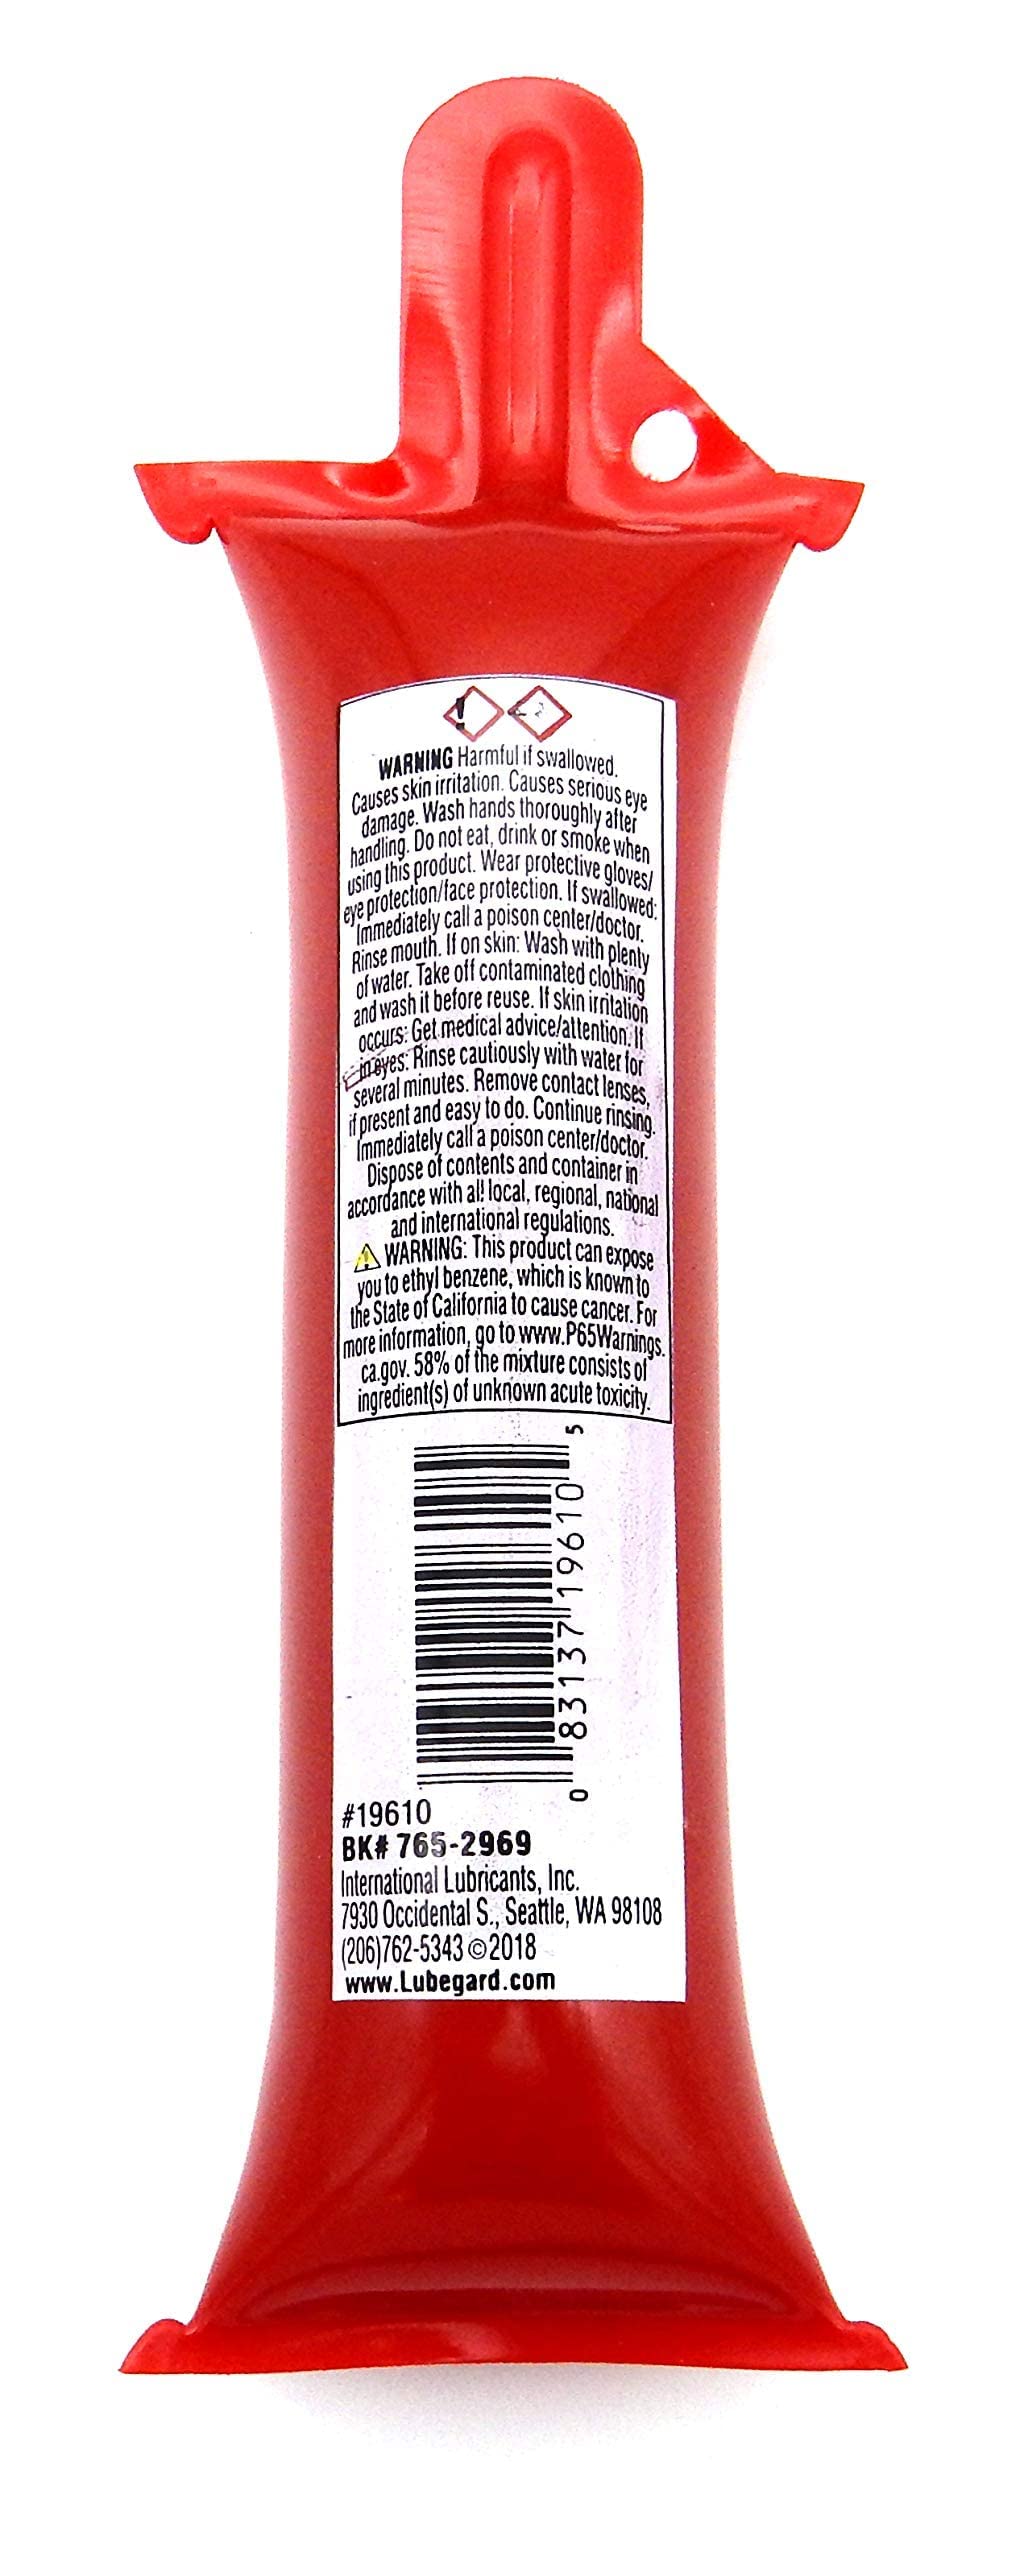 WARNING Harmful if swallowed.
Causes skin irritation. Causes serious eye
damage. Wash hands thoroughly after
handling. Do not eat, drink or smoke when
using this product. Wear protective gloves/
eye protection/face protection. If swallowed:
Immediately call a poison center/doctor.
Rinse mouth. If on skin: Wash with plenty
of water. Take off contaminated clothing
and wash it before reuse. If skin irritation
occurs: Get medical advice/attention. If
in eyes: Rinse cautiously with water for
several minutes. Remove contact lenses,
if present and easy to do. Continue rinsing.
Immediately call a poison center/doctor.
Dispose of contents and container in
accordance with all local, regional, national
and international regulations.
WARNING: This product can expose
you to ethyl benzene, which is known to
the State of California to cause cancer. For
more information, go to www.P65Warnings.
ca.gov. 58% of the mixture consists of
ingredient(s) of unknown acute toxicity.
0 83137 19610 5
#19610
BK# 765-2969
International Lubricants, Inc.
7930 Occidental S., Seattle, WA 98108
(206)762-5343 ©2018
www.Lubegard.com